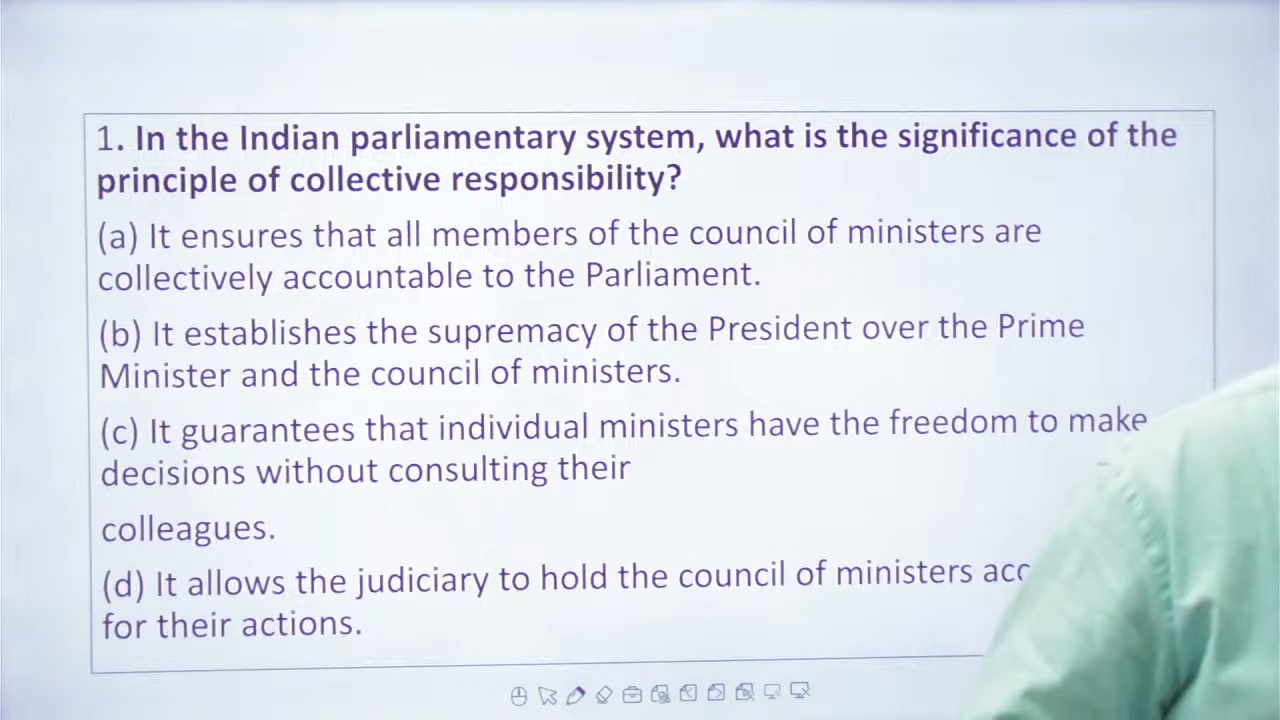 1. In the Indian parliamentary system, what is the significance of the
principle of collective responsibility?
(a) It ensures that all members of the council of ministers are
collectively accountable to the Parliament.
(b) It establishes the supremacy of the President over the Prime
Minister and the council of ministers.
(c) It guarantees that individual ministers have the freedom to make
decisions without consulting their
colleagues.
(d) It allows the judiciary to hold the council of ministers
for their actions.